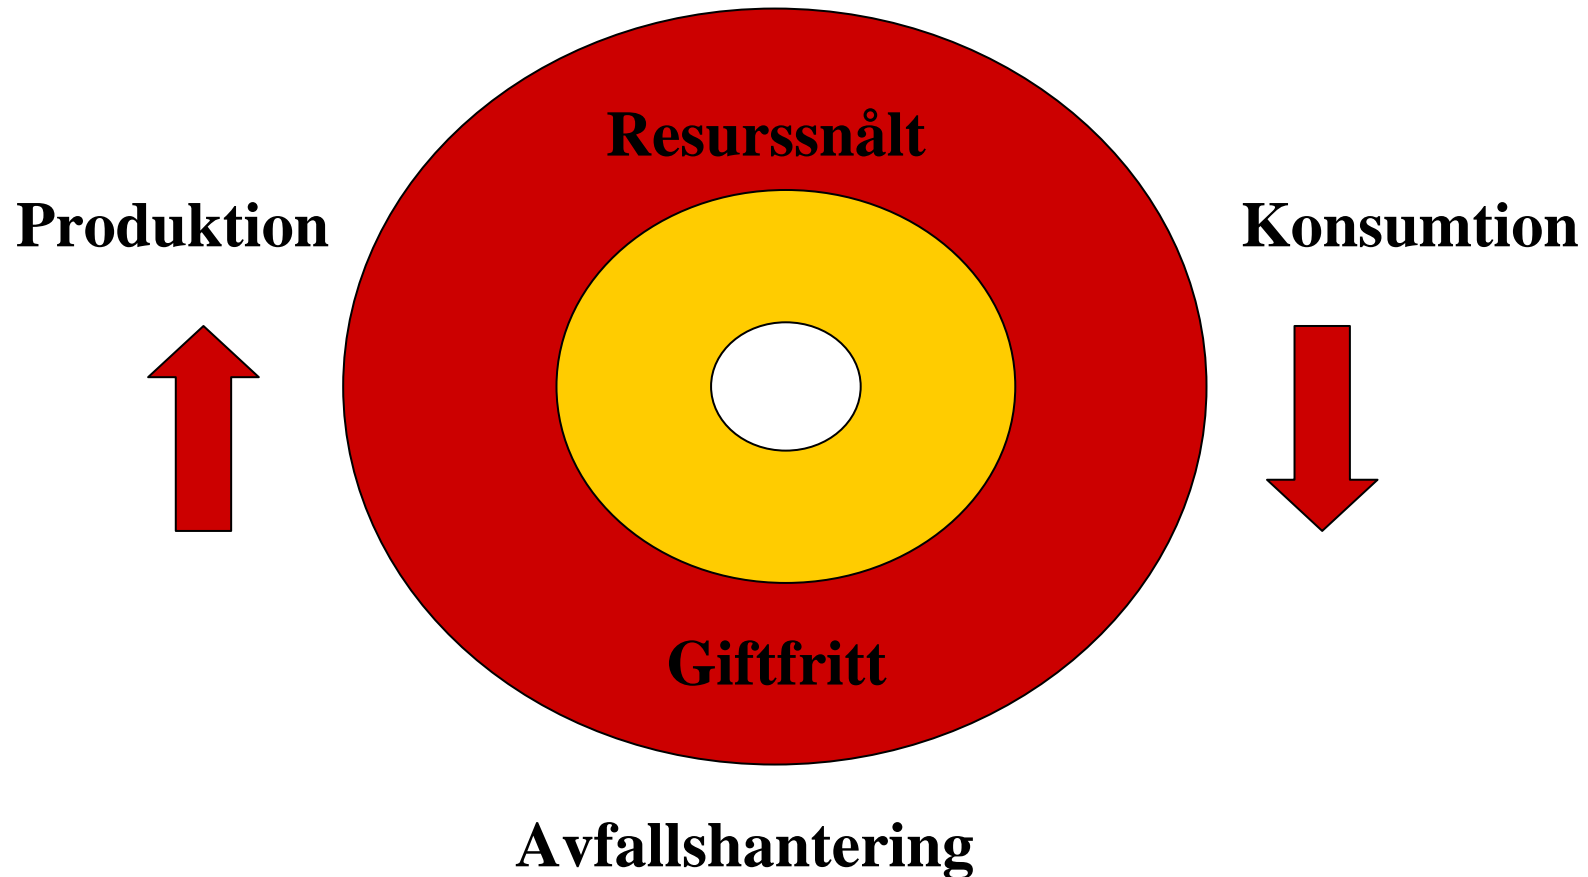 Resurssnålt
Produktion
Konsumtion
Giftfritt
Avfallshantering